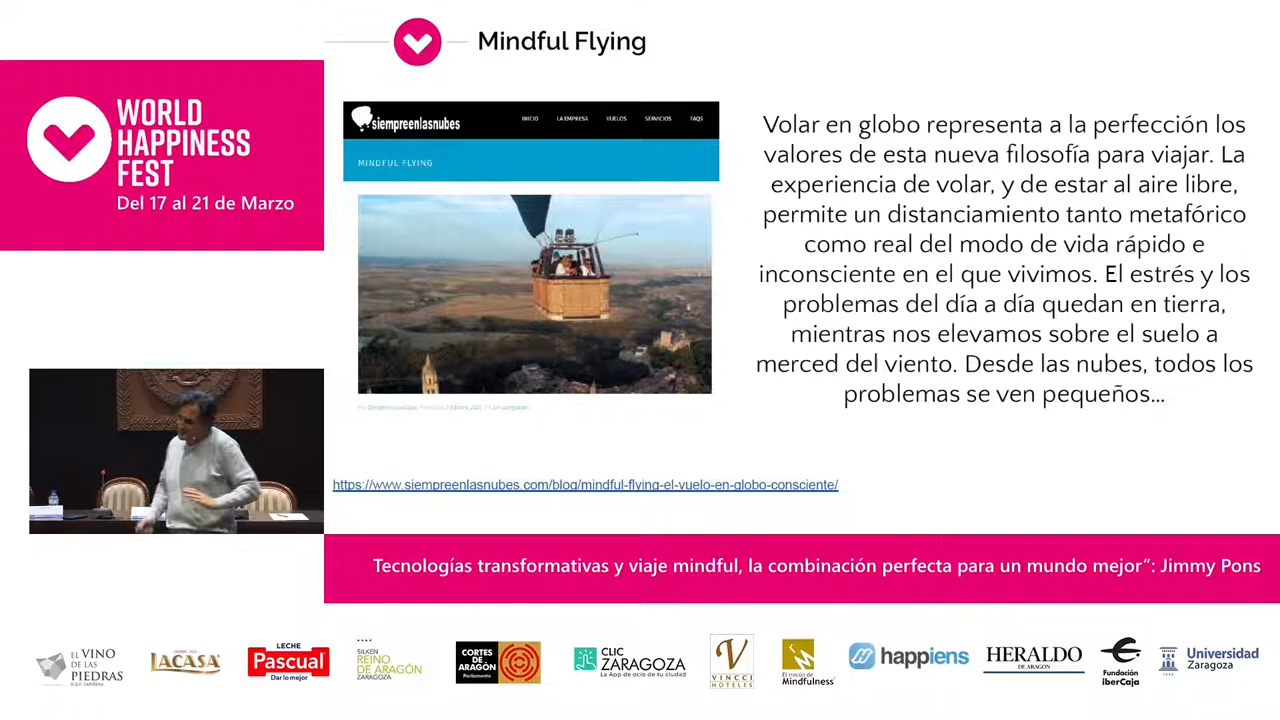 Mindful Flying
WORLD
HAPPINESS
FEST
Del 17 al 21 de Marzo
siempreenlasnubes
INICIO
LA EMPRESA
VUELOS
SERVICIOS
FAQS
MINDFUL FLYING
Volar en globo representa a la perfección los
valores de esta nueva filosofía para viajar. La
experiencia de volar, y de estar al aire libre,
permite un distanciamiento tanto metafórico
como real del modo de vida rápido e
inconsciente en el que vivimos. El estrés y los
problemas del día a día quedan en tierra,
mientras nos elevamos sobre el suelo a
merced del viento. Desde las nubes, todos los
problemas se ven pequeños...
https://www.siempreenlasnubes.com/blog/mindful-flying-el-vuelo-en-globo-consciente/
Tecnologías transformativas y viaje mindful, la combinación perfecta para un mundo mejor": Jimmy Pons
EL VINO
DE LAS
PIEDRAS
LACASA
LECHE
Pascual
Dar lo mejor
SILKEN
REINO
DE ARAGÓN
ZARAGOZA
CORTES
DE ARAGÓN
Parlamento
CLIC
ZARAGOZA
La App de ocio de tu ciudad
V
VINCCI
HOTELES
El rincón de
Mindfulness
happiens
HERALDO
DE ARAGON
Fundación
iberCaja
Universidad
Zaragoza
1542